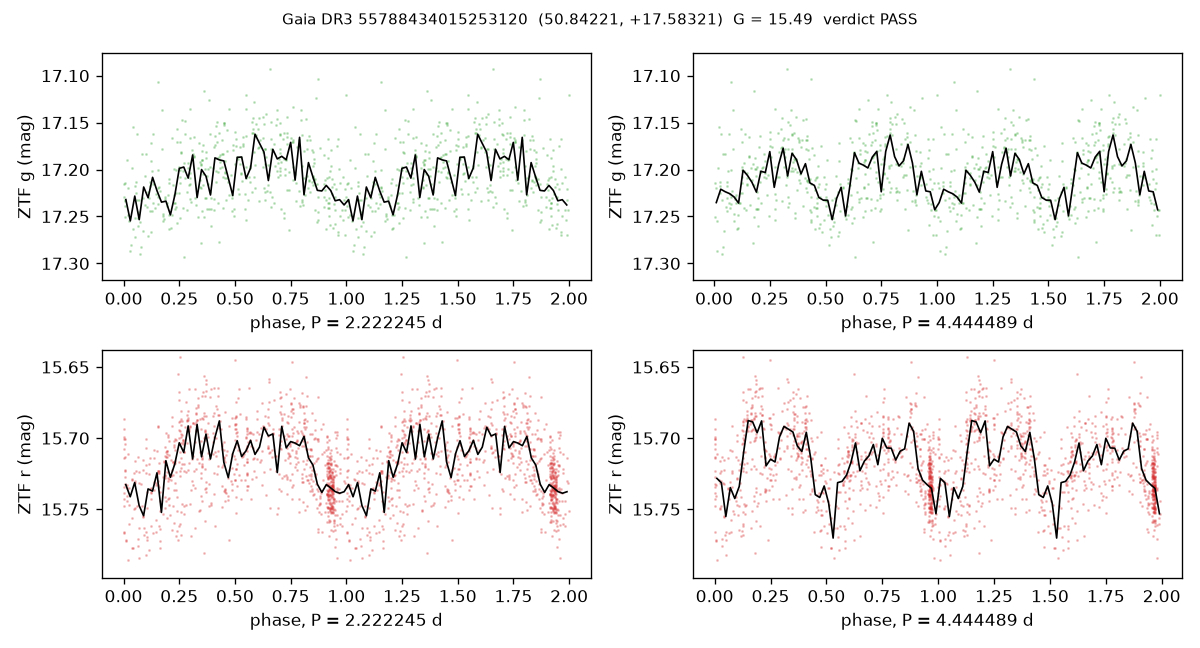 Gaia DR3 55788434015253120  (50.84221, +17.58321)  G = 15.49  verdict PASS
ZTF g (mag)
17.10
17.15
17.20
17.25
17.30
0.00 0.25 0.50 0.75 1.00 1.25 1.50 1.75 2.00
phase, P = 2.222245 d
ZTF g (mag)
17.10
17.15
17.20
17.25
17.30
0.00 0.25 0.50 0.75 1.00 1.25 1.50 1.75 2.00
phase, P = 4.444489 d
ZTF r (mag)
15.65
15.70
15.75
0.00 0.25 0.50 0.75 1.00 1.25 1.50 1.75 2.00
phase, P = 2.222245 d
ZTF r (mag)
15.65
15.70
15.75
0.00 0.25 0.50 0.75 1.00 1.25 1.50 1.75 2.00
phase, P = 4.444489 d